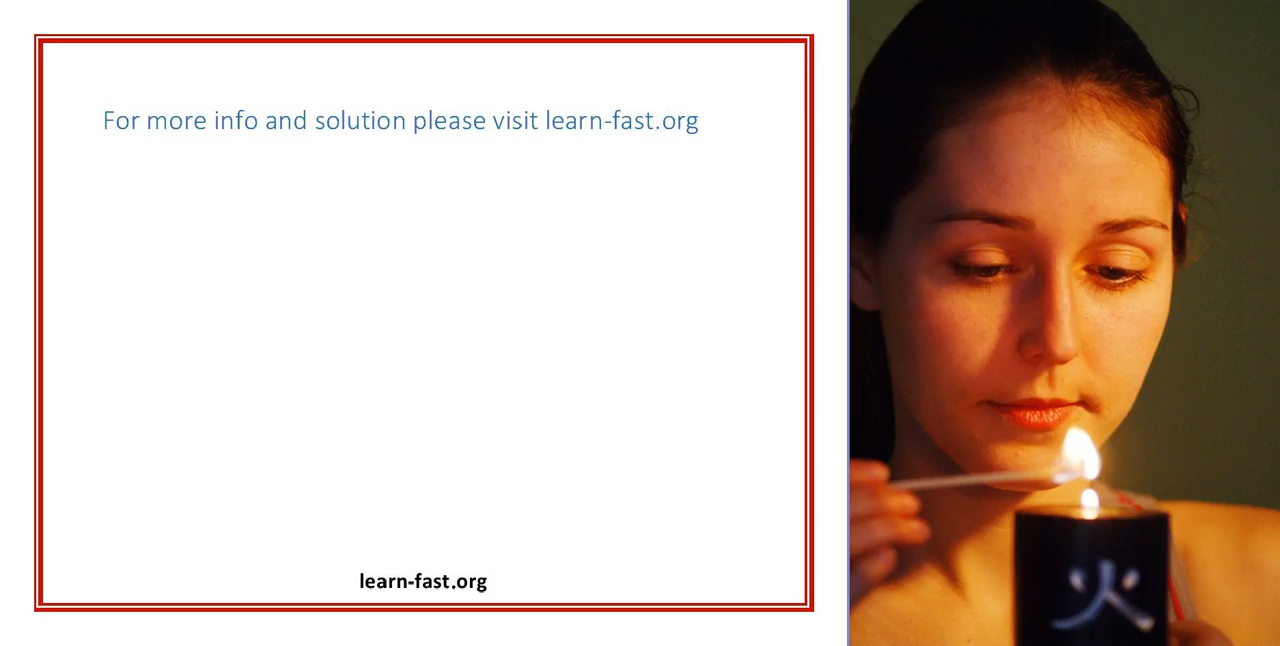 For more info and solution please visit learn-fast.org
learn-fast.org
火